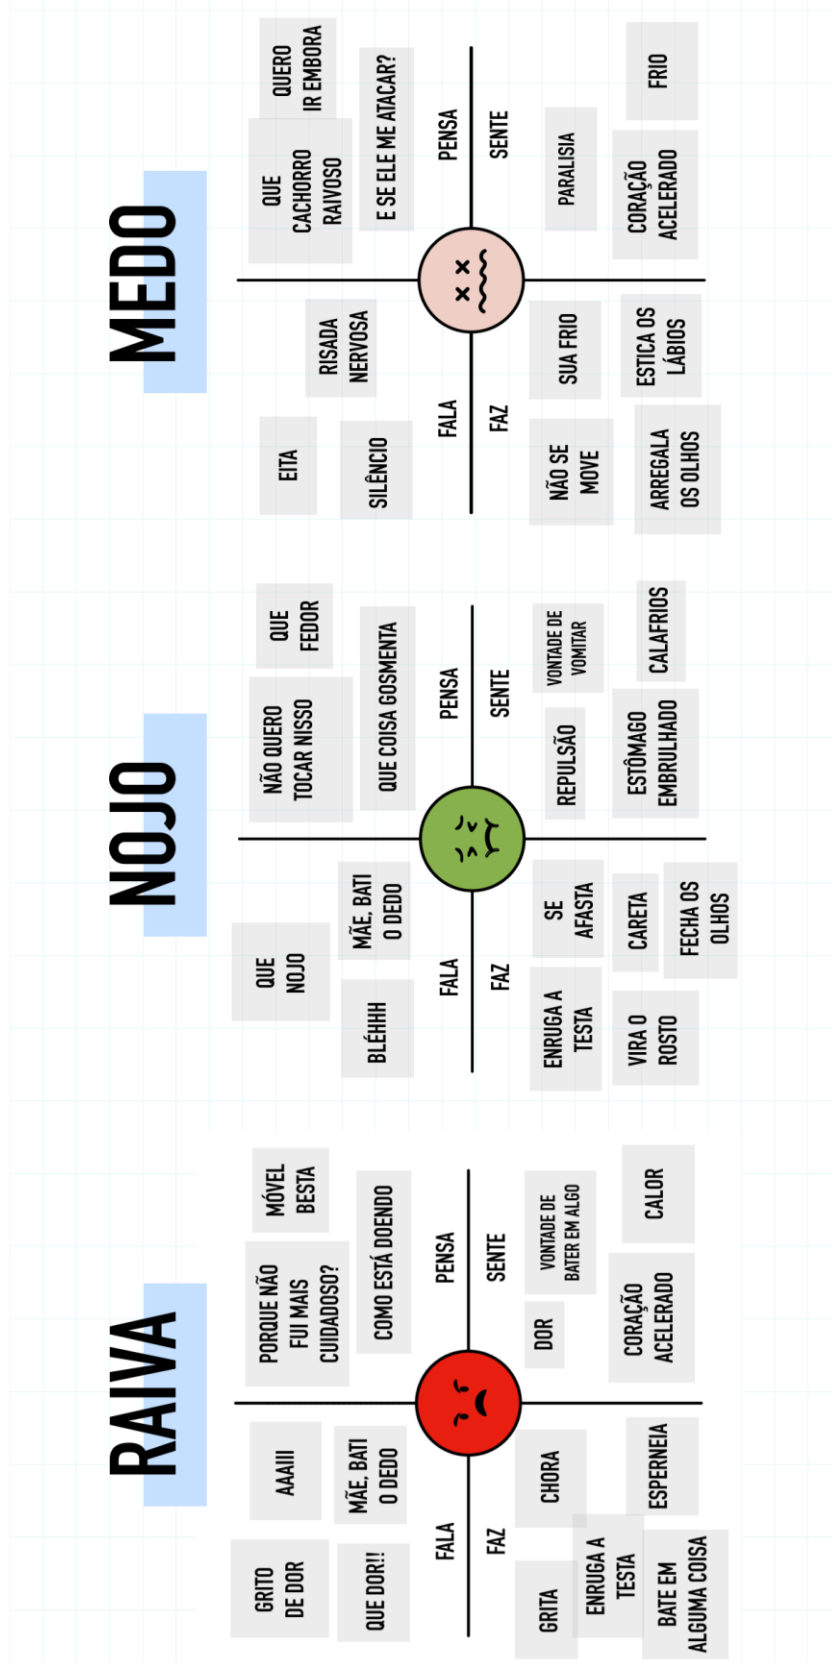 RAIVA
GRITO
DE DOR
AAAIII
QUE DOR!!
MÃE, BATI
O DEDO
FALA
PORQUE NÃO
FUI MAIS
CUIDADOSO?
MÓVEL
BESTA
COMO ESTÁ DOENDO
PENSA
FAZ
GRITA
CHORA
ENRUGA A
TESTA
ESPERNEIA
BATE EM
ALGUMA COISA
SENTE
DOR
VONTADE DE
BATER EM ALGO
CORAÇÃO
ACELERADO
CALOR
NOJO
QUE
NOJO
BLÉHHH
MÃE, BATI
O DEDO
FALA
NÃO QUERO
TOCAR NISSO
QUE
FEDOR
QUE COISA GOSMENTA
PENSA
FAZ
ENRUGA A
TESTA
SE
AFASTA
VIRA O
ROSTO
CARETA
FECHA OS
OLHOS
SENTE
REPULSÃO
VONTADE DE
VOMITAR
ESTÔMAGO
EMBRULHADO
CALAFRIOS
MEDO
EITA
RISADA
NERVOSA
SILÊNCIO
FALA
QUE
CACHORRO
RAIVOSO
QUERO
IR EMBORA
E SE ELE ME ATACAR?
PENSA
FAZ
NÃO SE
MOVE
SUA FRIO
ARREGALA
OS OLHOS
ESTICA OS
LÁBIOS
SENTE
PARALISIA
CORAÇÃO
ACELERADO
FRIO